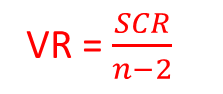 VR = SCR
n−2